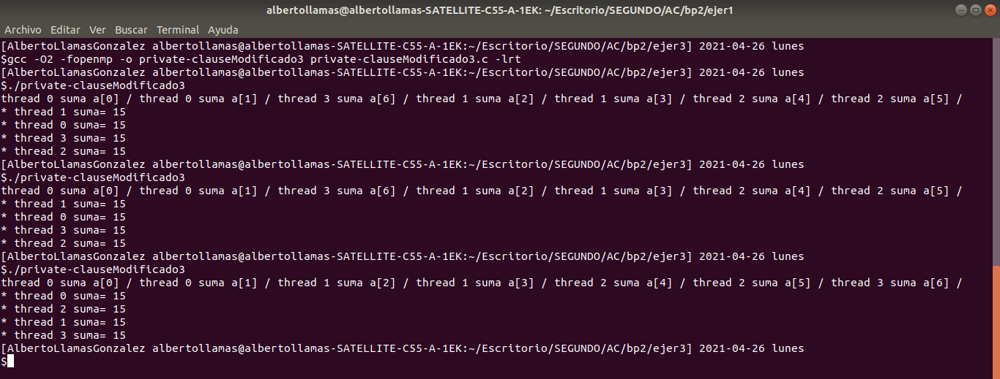 albertollamas@albertollamas-SATELLITE-C55-A-1EK: ~/Escritorio/SEGUNDO/AC/bp2/ejer1
Archivo Editar Ver Buscar Terminal Ayuda
[AlbertoLlamasGonzalez albertollamas@albertollamas-SATELLITE-C55-A-1EK:~/Escritorio/SEGUNDO/AC/bp2/ejer3] 2021-04-26 lunes
$gcc -O2 -fopenmp -o private-clauseModificado3 private-clauseModificado3.c -lrt
[AlbertoLlamasGonzalez albertollamas@albertollamas-SATELLITE-C55-A-1EK:~/Escritorio/SEGUNDO/AC/bp2/ejer3] 2021-04-26 lunes
$./private-clauseModificado3
thread 0 suma a[0] / thread 0 suma a[1] / thread 3 suma a[6] / thread 1 suma a[2] / thread 1 suma a[3] / thread 2 suma a[4] / thread 2 suma a[5] /
* thread 1 suma= 15
* thread 0 suma= 15
* thread 3 suma= 15
* thread 2 suma= 15
[AlbertoLlamasGonzalez albertollamas@albertollamas-SATELLITE-C55-A-1EK:~/Escritorio/SEGUNDO/AC/bp2/ejer3] 2021-04-26 lunes
$./private-clauseModificado3
thread 0 suma a[0] / thread 0 suma a[1] / thread 3 suma a[6] / thread 1 suma a[2] / thread 1 suma a[3] / thread 2 suma a[4] / thread 2 suma a[5] /
* thread 1 suma= 15
* thread 0 suma= 15
* thread 3 suma= 15
* thread 2 suma= 15
[AlbertoLlamasGonzalez albertollamas@albertollamas-SATELLITE-C55-A-1EK:~/Escritorio/SEGUNDO/AC/bp2/ejer3] 2021-04-26 lunes
$./private-clauseModificado3
thread 0 suma a[0] / thread 0 suma a[1] / thread 1 suma a[2] / thread 1 suma a[3] / thread 2 suma a[4] / thread 2 suma a[5] / thread 3 suma a[6] /
* thread 0 suma= 15
* thread 2 suma= 15
* thread 1 suma= 15
* thread 3 suma= 15
[AlbertoLlamasGonzalez albertollamas@albertollamas-SATELLITE-C55-A-1EK:~/Escritorio/SEGUNDO/AC/bp2/ejer3] 2021-04-26 lunes
$